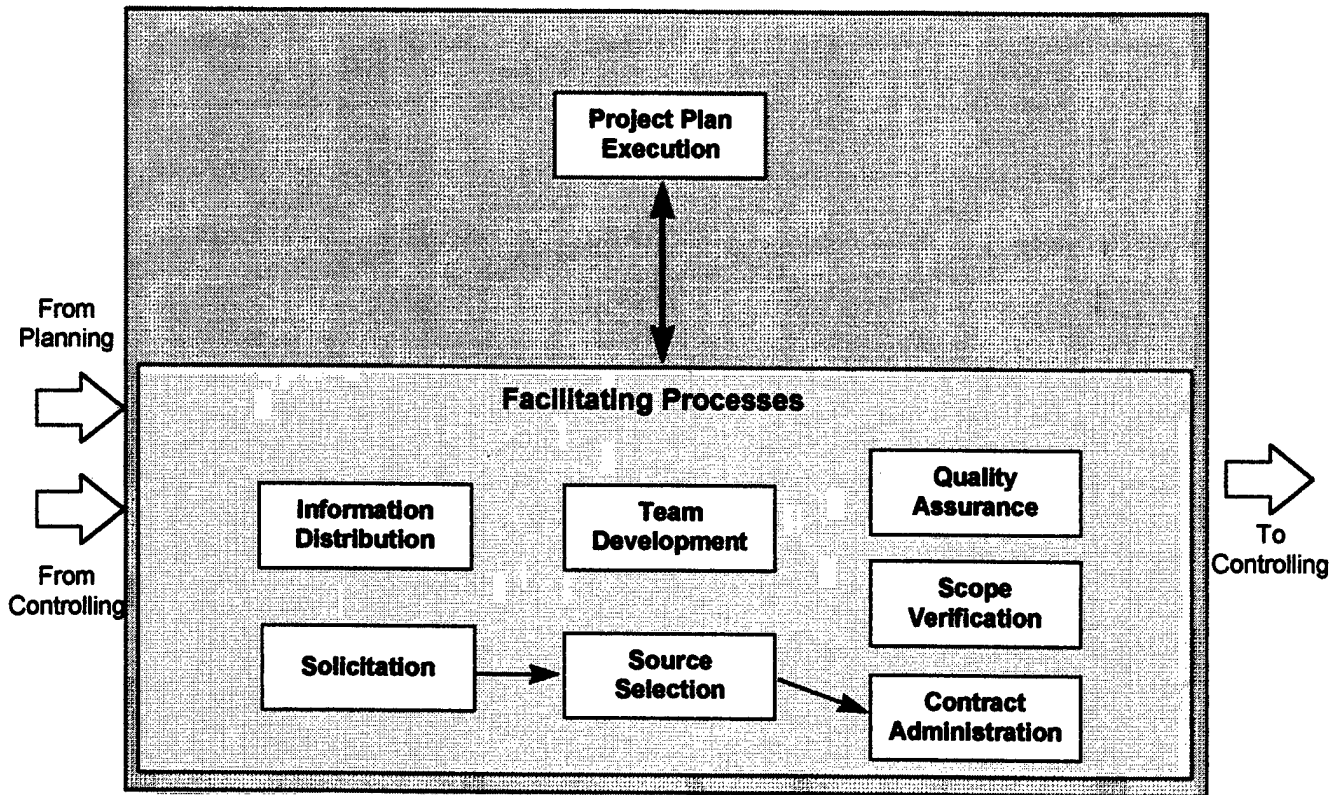 Project Plan
Execution
From
Planning
Facilitating Processes
Information
Distribution
Team
Development
Quality
Assurance
To
Controlling
From
Controlling
Scope
Verification
Solicitation
Source
Selection
Contract
Administration